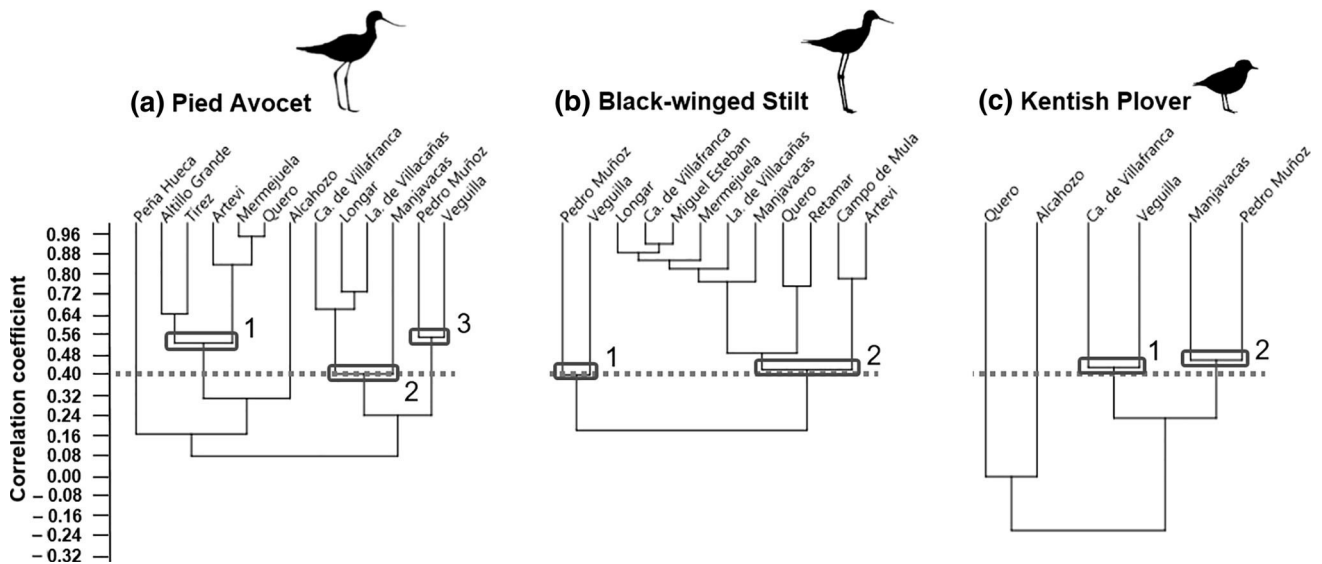 (a) Pied Avocet
(b) Black-winged Stilt
(c) Kentish Plover
Peña Hueca
Altillo Grande
Tirez
Artevi
Mermejuela
Quero
Alcahozo
Ca. de Villafranca
Longar
La. de Villacañas
Manjavacas
Pedro Muñoz
Veguilla
Pedro Muñoz
Veguilla
Longar
Ca. de Villafranca
Miguel Esteban
Mermejuela
La. de Villacañas
Manjavacas
Quero
Retamar
Campo de Mula
Artevi
Quero
Alcahozo
Ca. de Villafranca
Veguilla
Manjavacas
Pedro Muñoz
Correlation coefficient
0.96
0.88
0.80
0.72
0.64
0.56
0.48
0.40
0.32
0.24
0.16
0.08
0.00
– 0.08
– 0.16
– 0.24
– 0.32
1
2
3
1
2
1
2